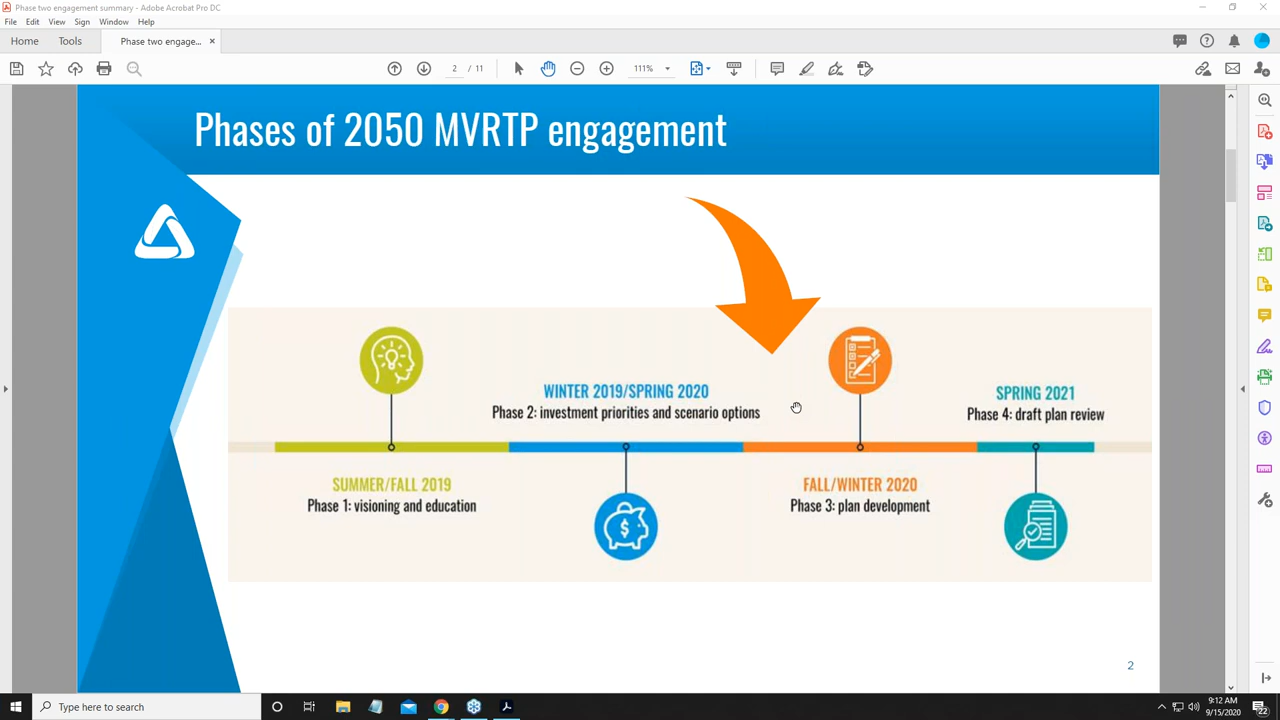 Phase two engagement summary - Adobe Acrobat Pro DC
File Edit View Sign Window Help
Home Tools Phase two engage... ×
2 / 11 111%
Phases of 2050 MVRTP engagement
WINTER 2019/SPRING 2020
Phase 2: investment priorities and scenario options
SPRING 2021
Phase 4: draft plan review
$
SUMMER/FALL 2019
Phase 1: visioning and education
FALL/WINTER 2020
Phase 3: plan development
2
Type here to search
9:12 AM
9/15/2020
22